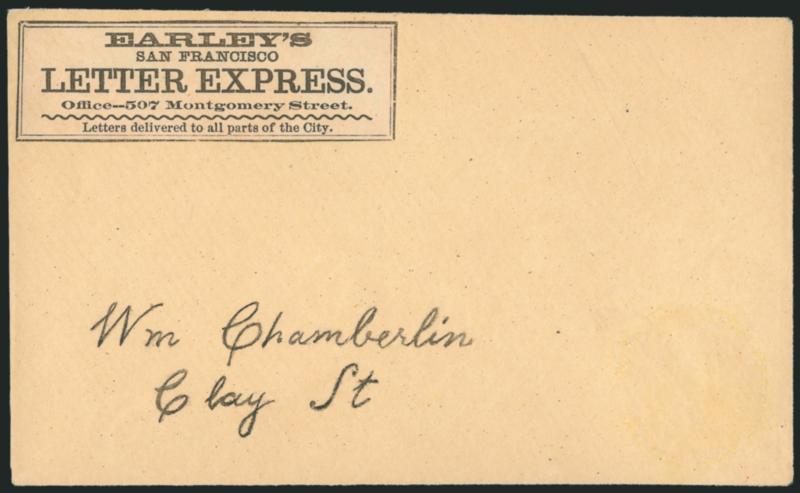 EARLEY'S
SAN FRANCISCO
LETTER EXPRESS.
Office--507 Montgomery Street.
Letters delivered to all parts of the City.
Wm Chamberlin
Clay St